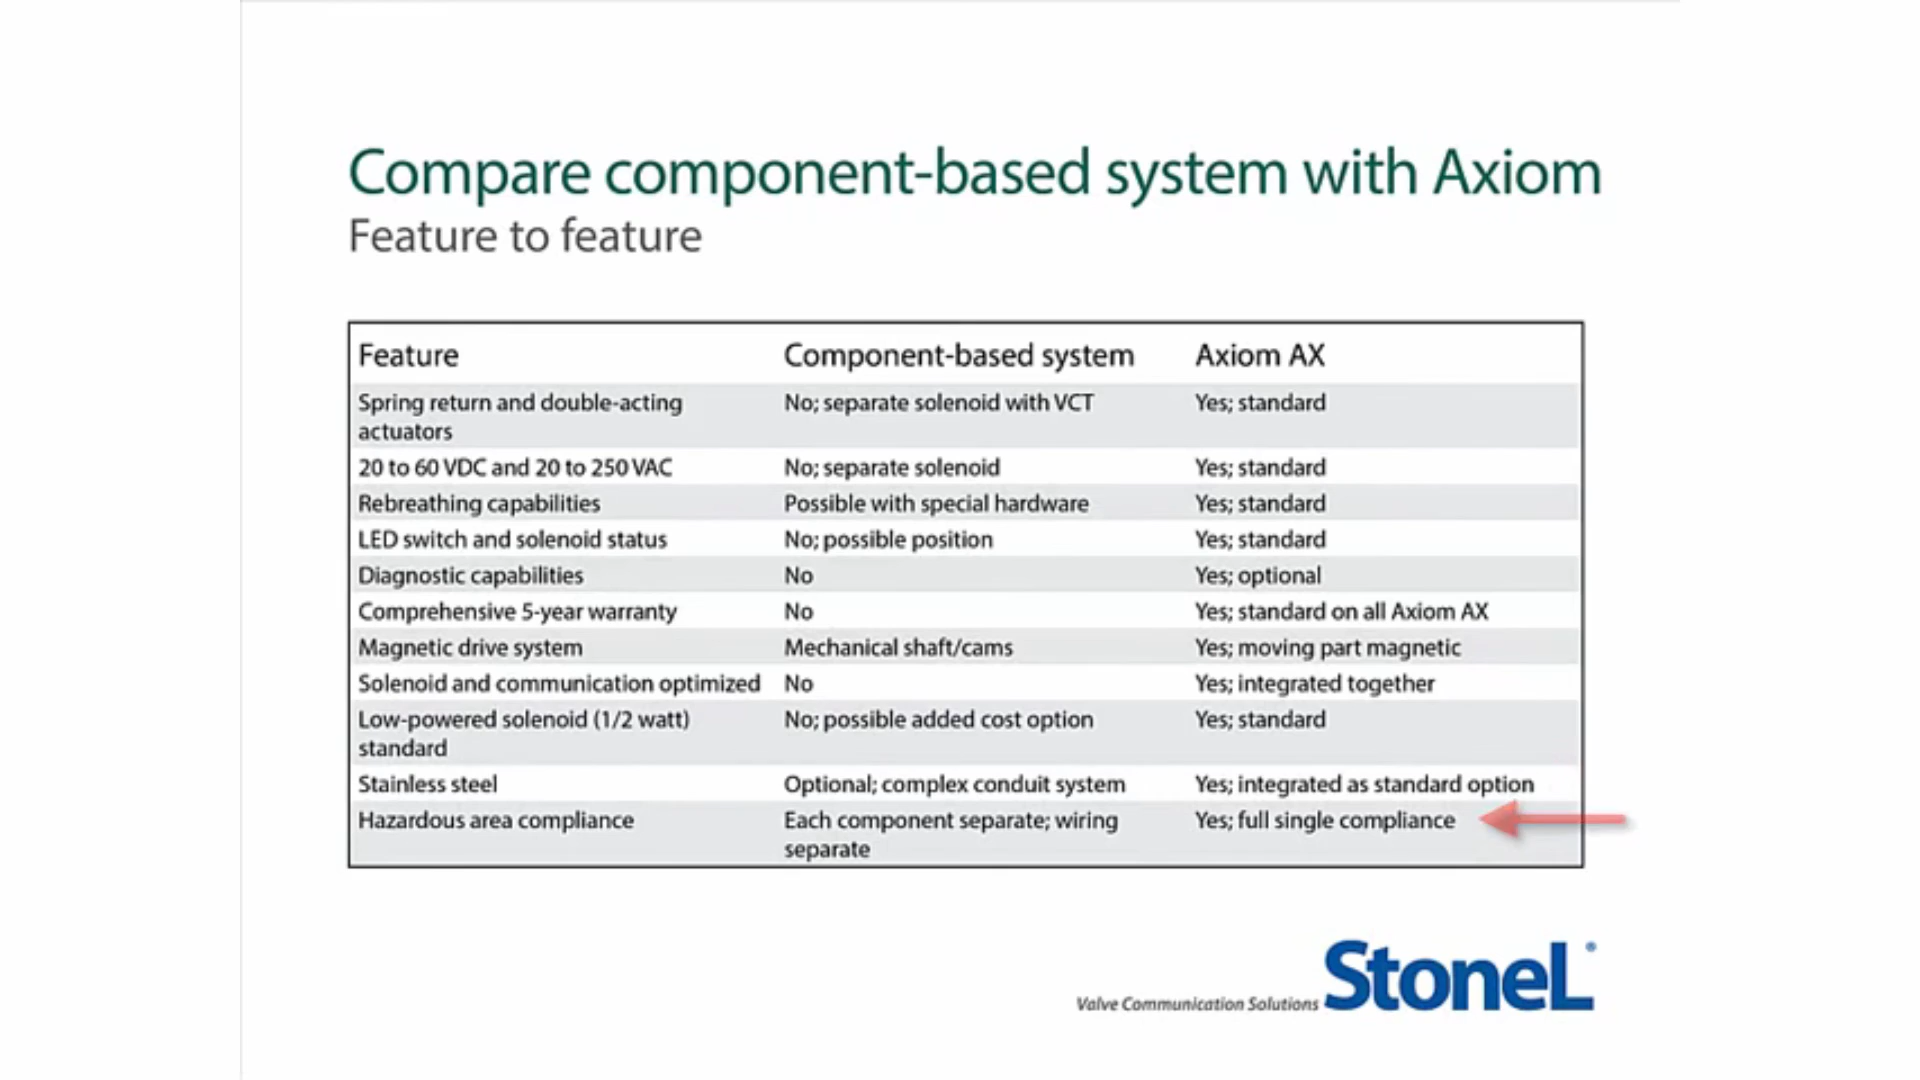 Compare component-based system with Axiom
Feature to feature
Feature Component-based system Axiom AX
Spring return and double-acting No; separate solenoid with VCT Yes; standard
actuators
20 to 60 VDC and 20 to 250 VAC No; separate solenoid Yes; standard
Rebreathing capabilities Possible with special hardware Yes; standard
LED switch and solenoid status No; possible position Yes; standard
Diagnostic capabilities No Yes; optional
Comprehensive 5-year warranty No Yes; standard on all Axiom AX
Magnetic drive system Mechanical shaft/cams Yes; moving part magnetic
Solenoid and communication optimized No Yes; integrated together
Low-powered solenoid (1/2 watt) No; possible added cost option Yes; standard
standard
Stainless steel Optional; complex conduit system Yes; integrated as standard option
Hazardous area compliance Each component separate; wiring Yes; full single compliance
separate
Valve Communication Solutions StoneL®